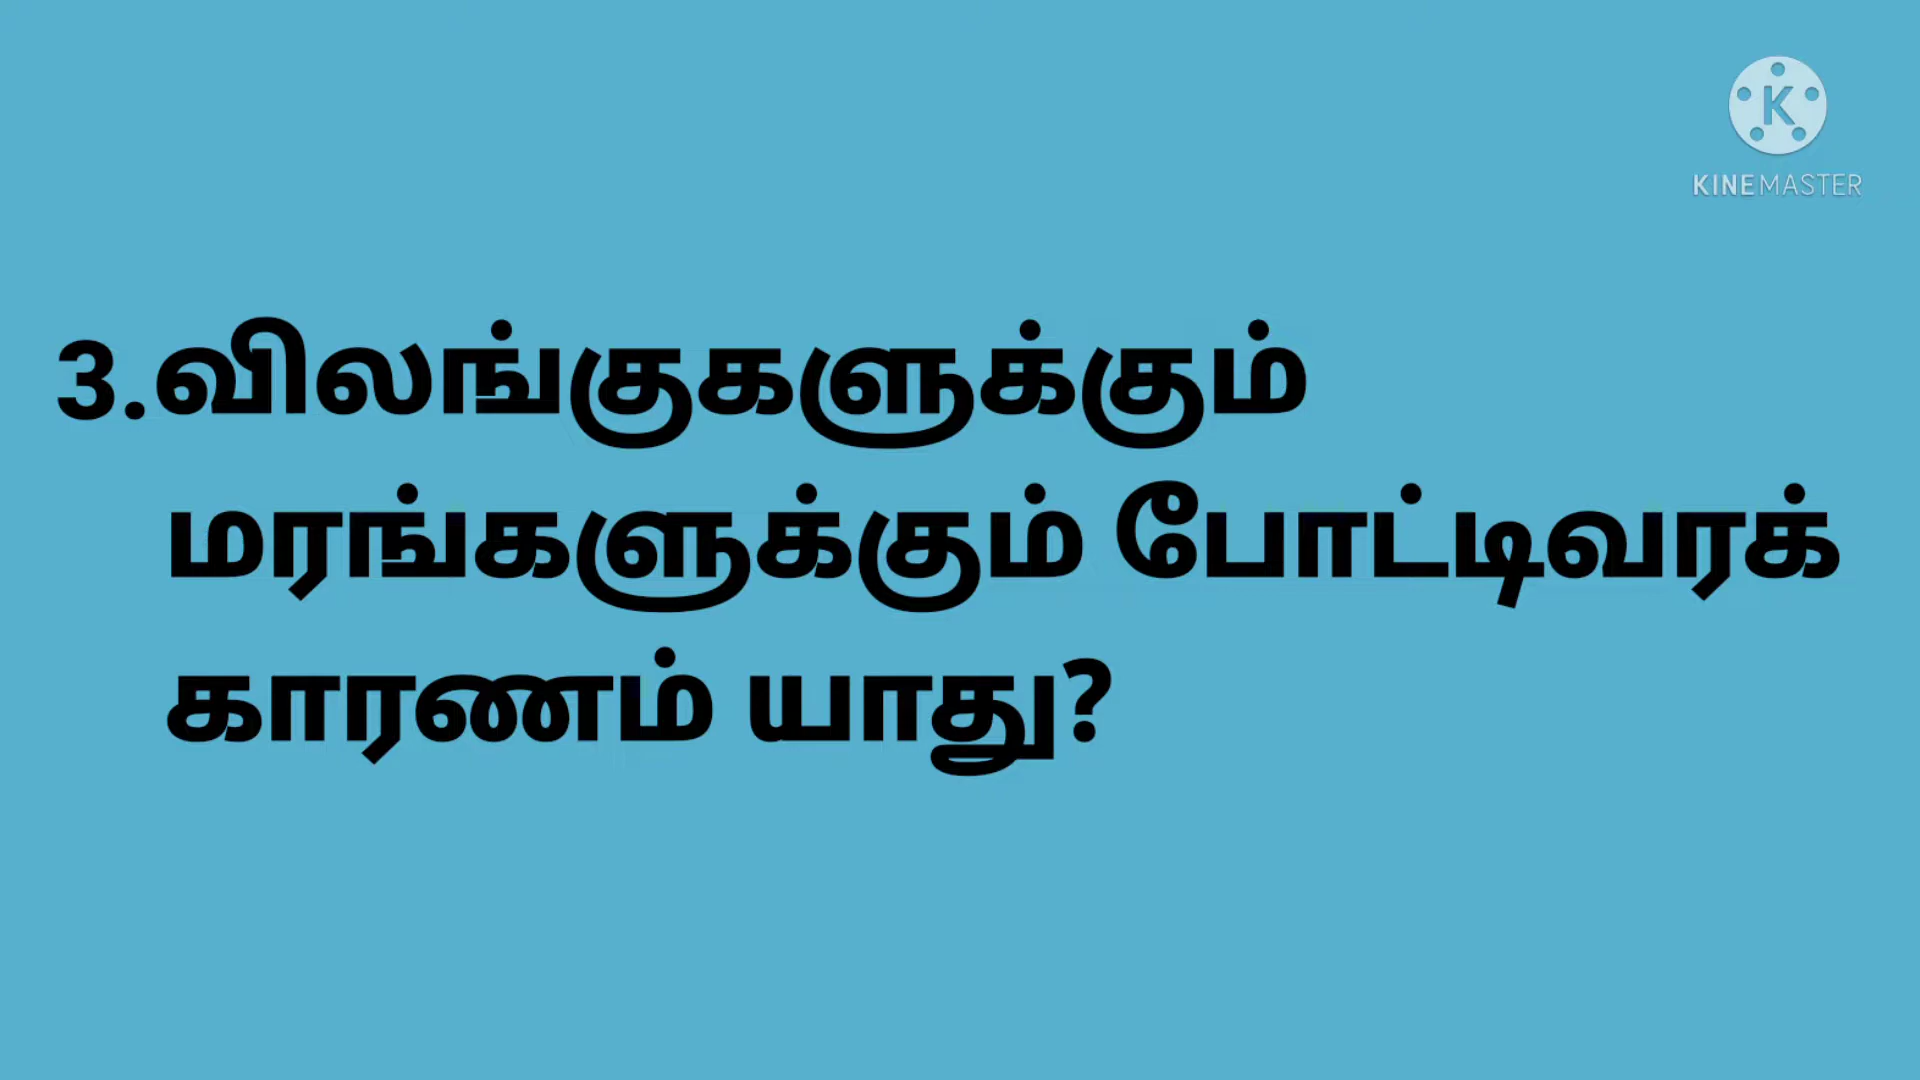 KINEMASTER
3.விலங்குகளுக்கும்
மரங்களுக்கும் போட்டிவரக்
காரணம் யாது?